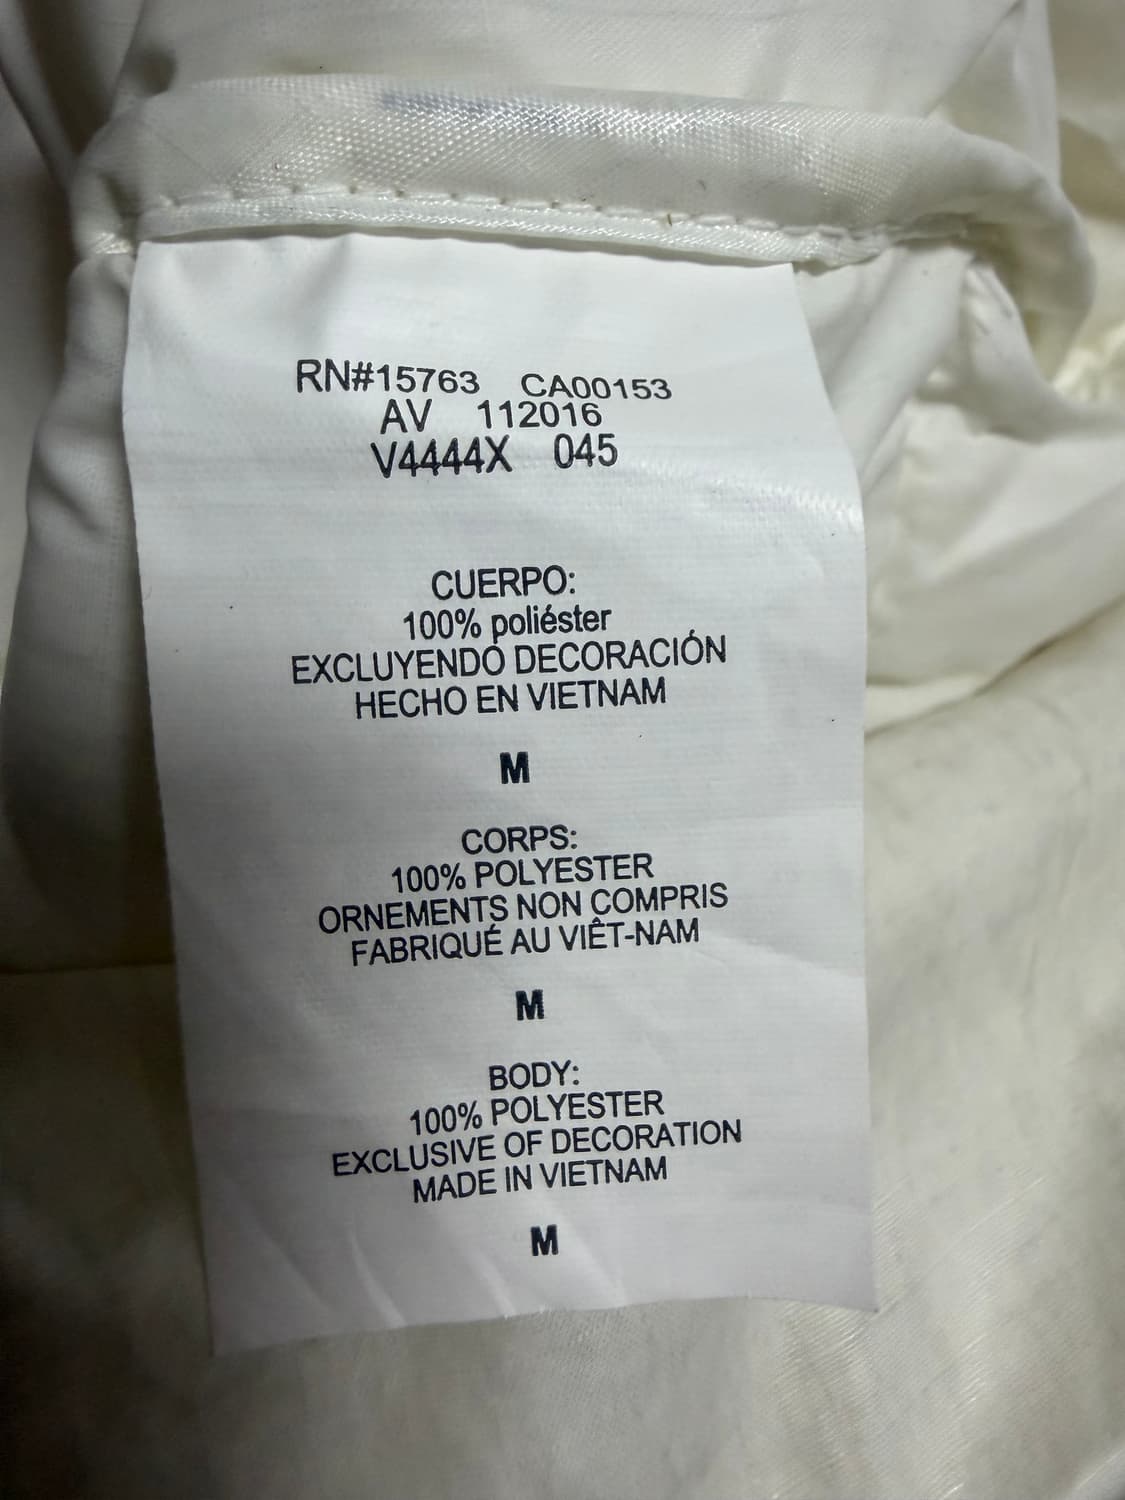 RN#15763 CA00153
AV 112016
V4444X 045
CUERPO:
100% poliéster
EXCLUYENDO DECORACIÓN
HECHO EN VIETNAM
M
CORPS:
100% POLYESTER
ORNEMENTS NON COMPRIS
FABRIQUÉ AU VIÊT-NAM
M
BODY:
100% POLYESTER
EXCLUSIVE OF DECORATION
MADE IN VIETNAM
M